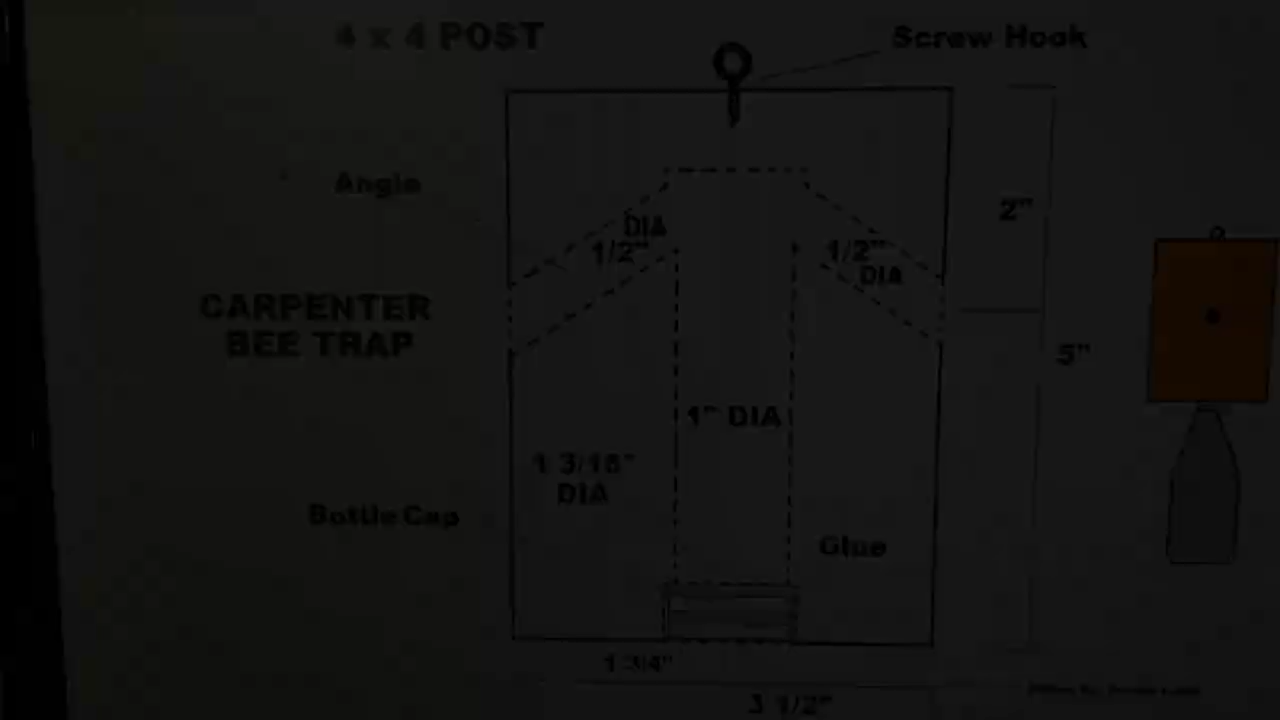 4 x 4 POST
Screw Hook
Angle
DIA
1/2"
1/2"
DIA
2"
CARPENTER
BEE TRAP
5"
1" DIA
1 3/16"
DIA
Bottle Cap
Glue
1 3/4"
3 1/2"